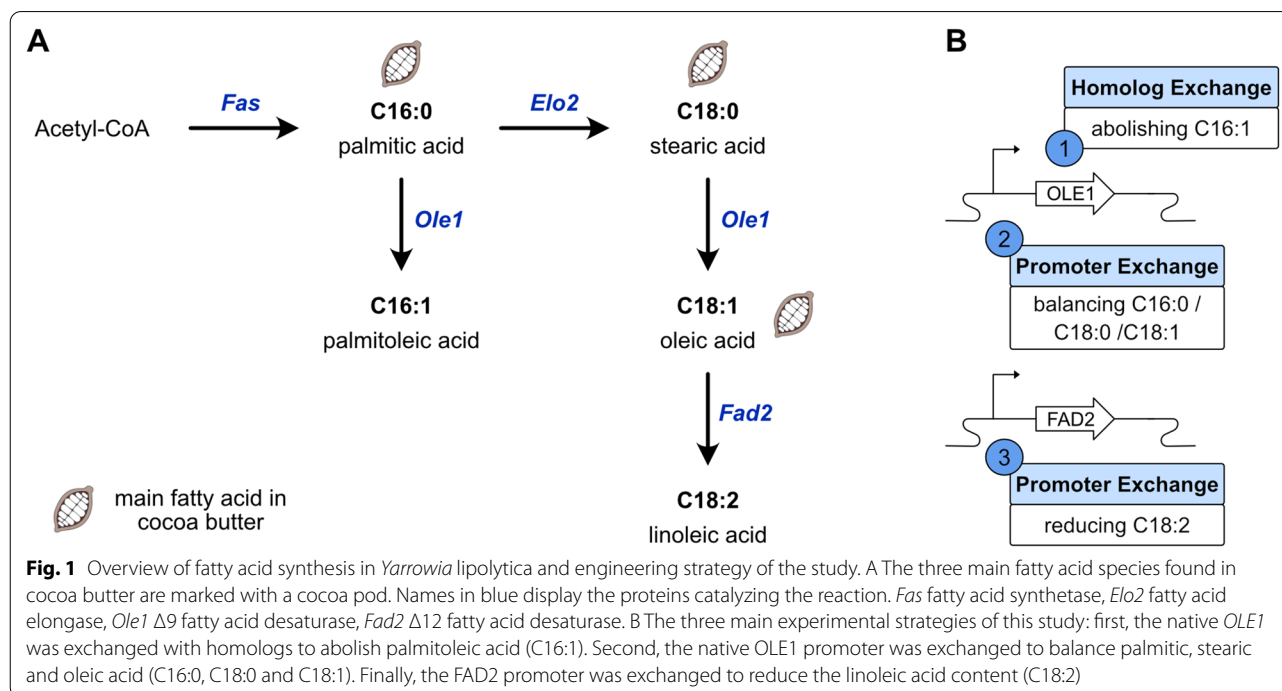 A
Fas
Elo2
Acetyl-CoA
C16:0
palmitic acid
C18:0
stearic acid
Ole1
Ole1
C16:1
palmitoleic acid
C18:1
oleic acid
Fad2
C18:2
linoleic acid
main fatty acid in
cocoa butter
B
Homolog Exchange
abolishing C16:1
1
OLE1
2
Promoter Exchange
balancing C16:0 /
C18:0 /C18:1
FAD2
3
Promoter Exchange
reducing C18:2
Fig. 1 Overview of fatty acid synthesis in Yarrowia lipolytica and engineering strategy of the study. A The three main fatty acid species found in
cocoa butter are marked with a cocoa pod. Names in blue display the proteins catalyzing the reaction. Fas fatty acid synthetase, Elo2 fatty acid
elongase, Ole1 Δ9 fatty acid desaturase, Fad2 Δ12 fatty acid desaturase. B The three main experimental strategies of this study: first, the native OLE1
was exchanged with homologs to abolish palmitoleic acid (C16:1). Second, the native OLE1 promoter was exchanged to balance palmitic, stearic
and oleic acid (C16:0, C18:0 and C18:1). Finally, the FAD2 promoter was exchanged to reduce the linoleic acid content (C18:2)